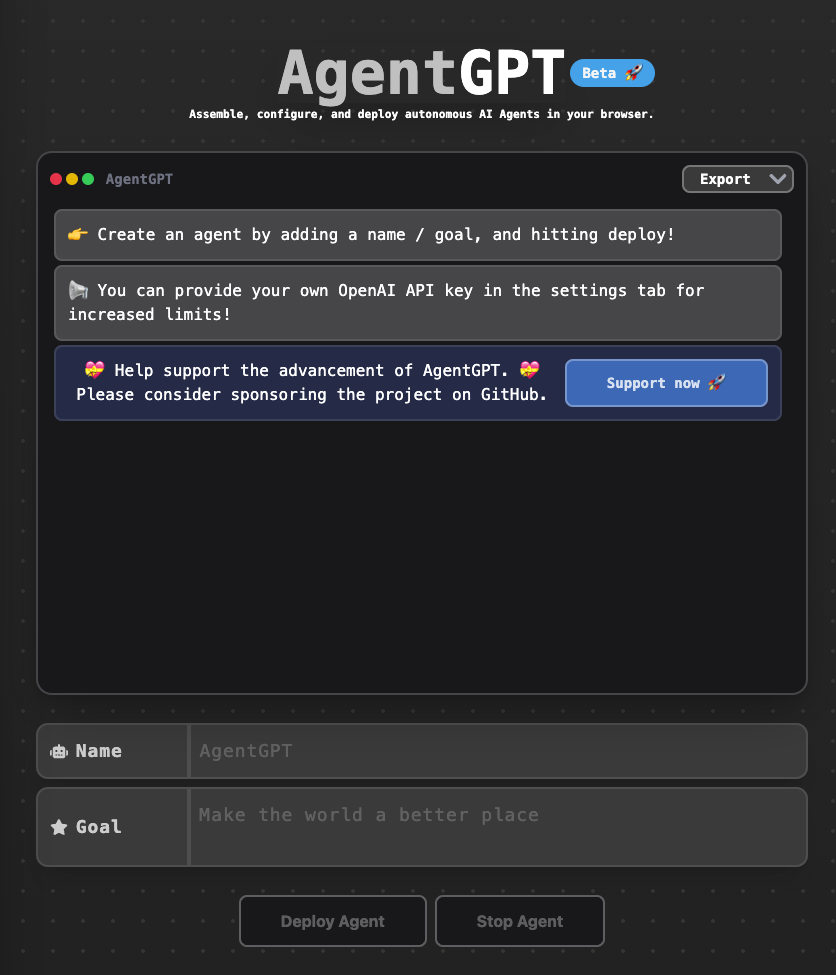 AgentGPT Beta 🚀
Assemble, configure, and deploy autonomous AI Agents in your browser.
AgentGPT
Export
👉 Create an agent by adding a name / goal, and hitting deploy!
📢 You can provide your own OpenAI API key in the settings tab for
increased limits!
💝 Help support the advancement of AgentGPT. 💝
Please consider sponsoring the project on GitHub.
Support now 🚀
Name
AgentGPT
Goal
Make the world a better place
Deploy Agent
Stop Agent